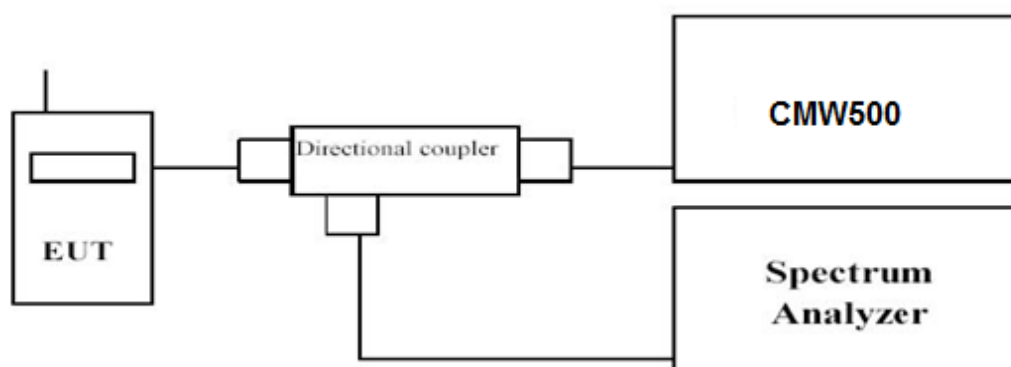 EUT
Directional coupler
CMW500
Spectrum
Analyzer